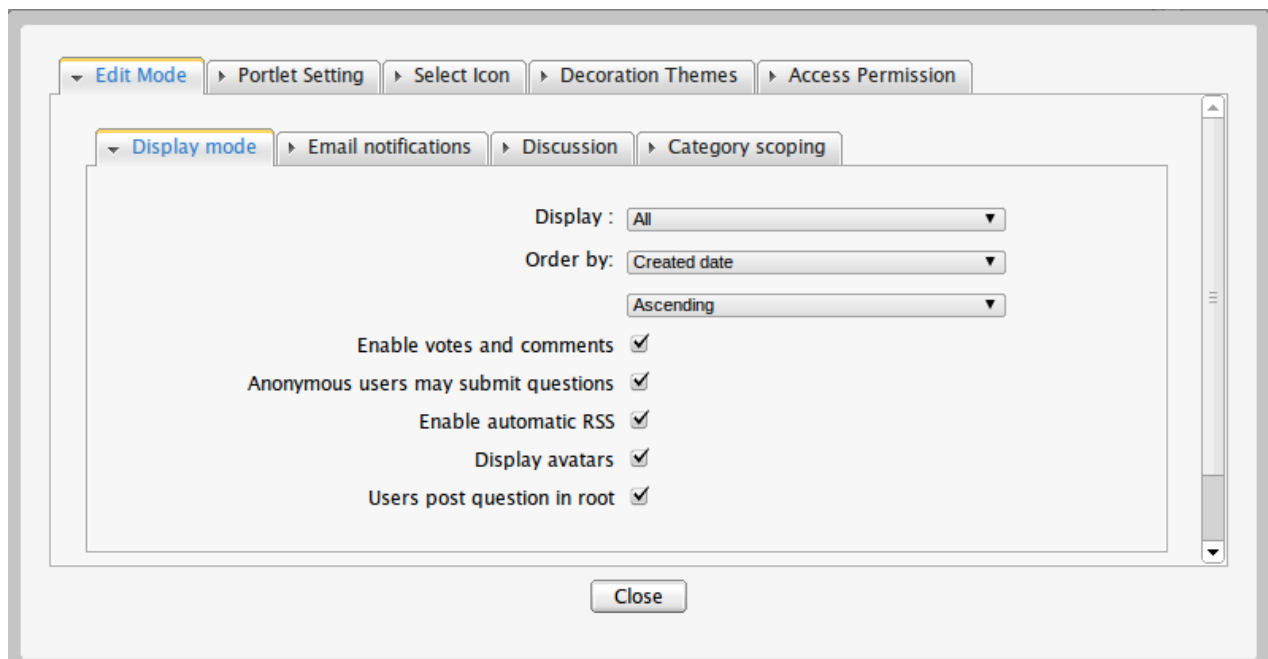 Edit Mode Portlet Setting Select Icon Decoration Themes Access Permission
Display mode Email notifications Discussion Category scoping
Display : All
Order by: Created date
Ascending
Enable votes and comments
Anonymous users may submit questions
Enable automatic RSS
Display avatars
Users post question in root
Close